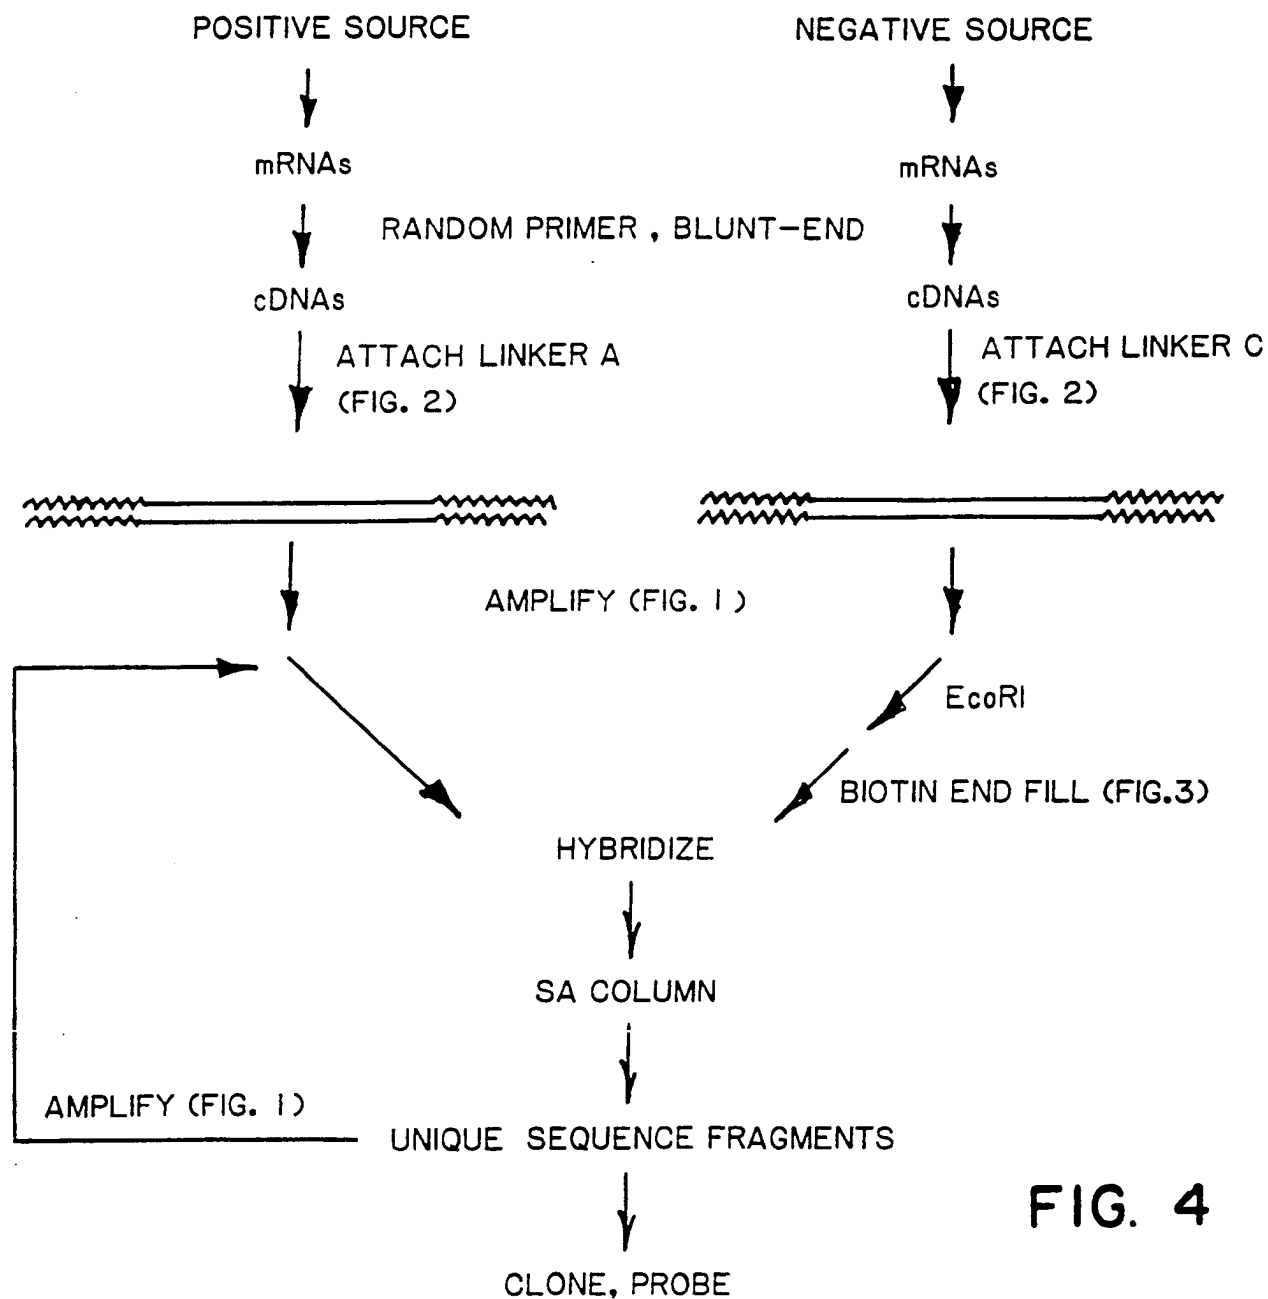 POSITIVE SOURCE
NEGATIVE SOURCE
mRNAs
mRNAs
RANDOM PRIMER , BLUNT-END
cDNAs
cDNAs
ATTACH LINKER A
(FIG. 2)
ATTACH LINKER C
(FIG. 2)
AMPLIFY (FIG. 1)
EcoRI
BIOTIN END FILL (FIG.3)
HYBRIDIZE
SA COLUMN
AMPLIFY (FIG. 1)
UNIQUE SEQUENCE FRAGMENTS
FIG. 4
CLONE, PROBE